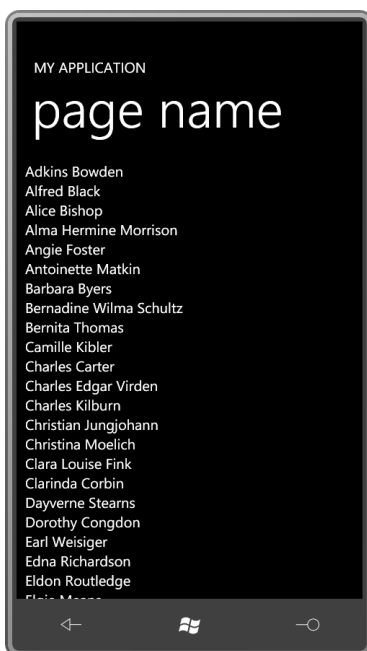 MY APPLICATION
page name
Adkins Bowden
Alfred Black
Alice Bishop
Alma Hermine Morrison
Angie Foster
Antoinette Matkin
Barbara Byers
Bernadine Wilma Schultz
Bernita Thomas
Camille Kibler
Charles Carter
Charles Edgar Virden
Charles Kilburn
Christian Jungjohann
Christina Moelich
Clara Louise Fink
Clarinda Corbin
Dayverne Stearns
Dorothy Congdon
Earl Weisiger
Edna Richardson
Eldon Routledge